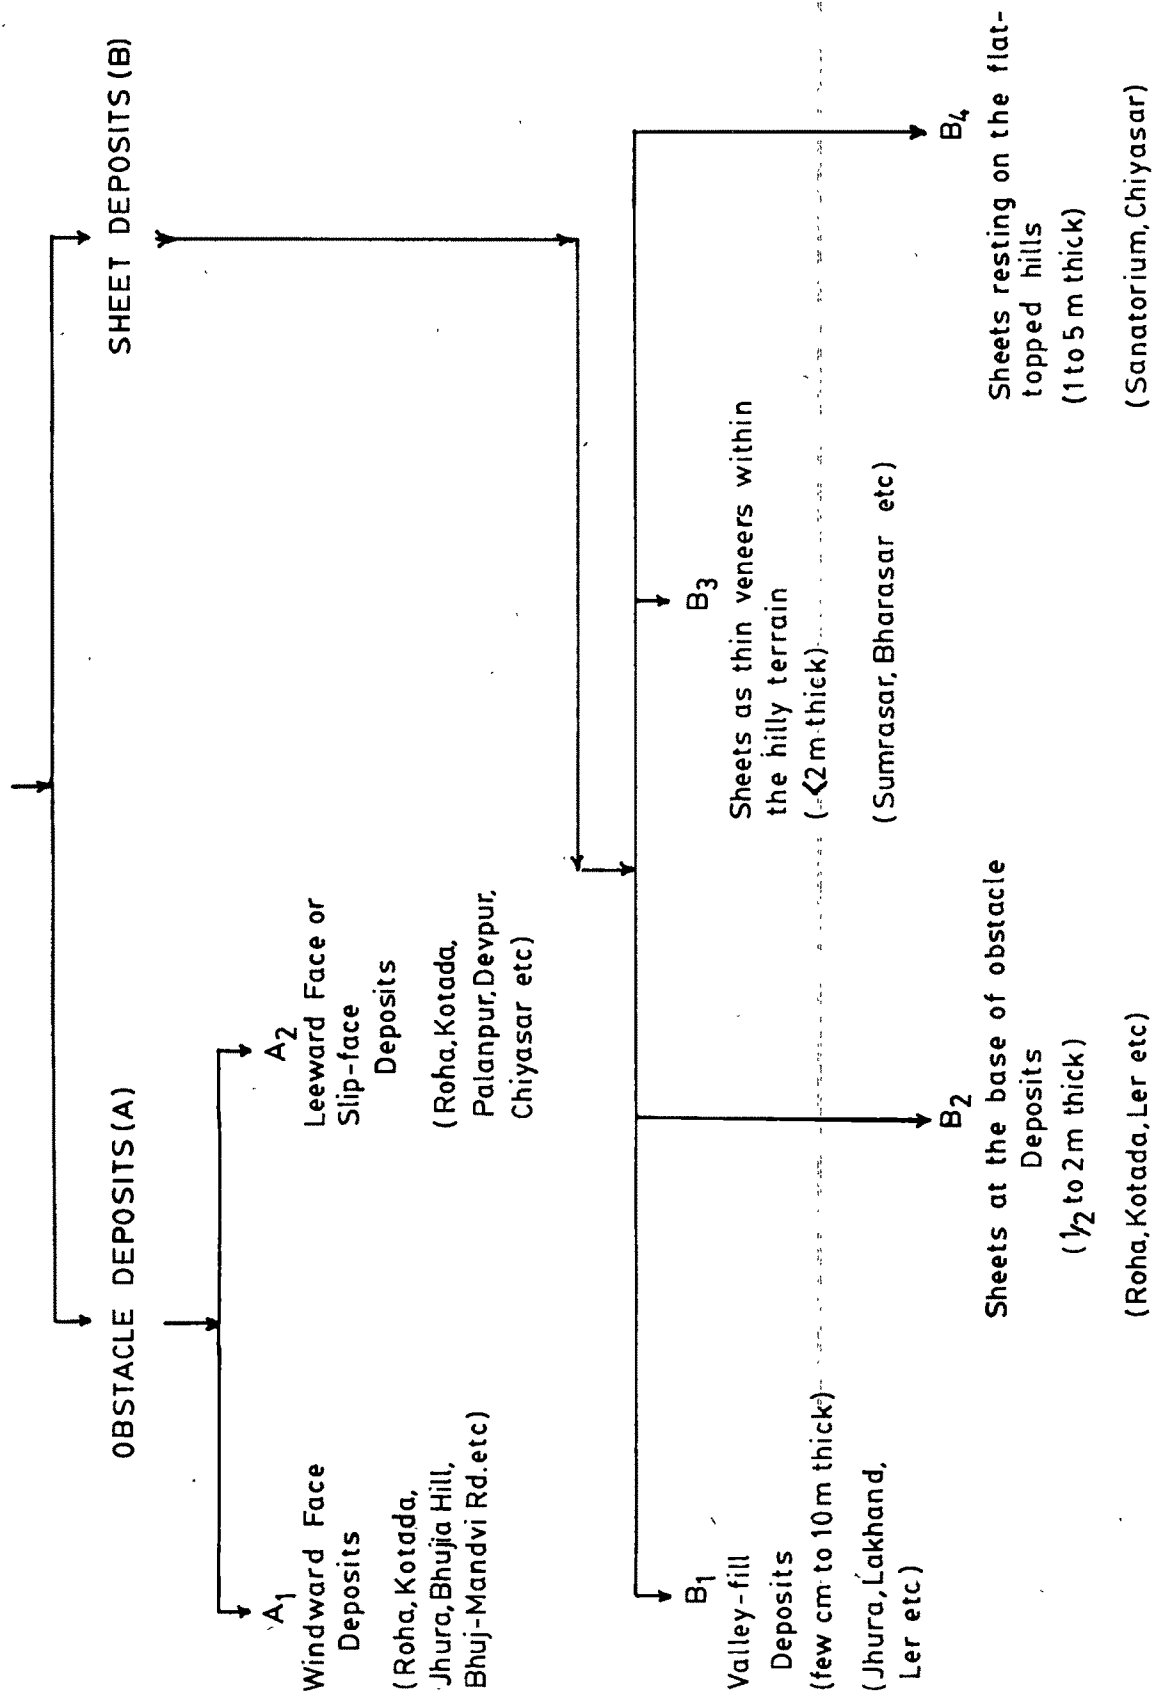 OBSTACLE DEPOSITS (A)
SHEET DEPOSITS (B)
A1
Windward Face
Deposits
(Roha, Kotada,
Jhura, Bhujia Hill,
Bhuj-Mandvi Rd. etc)
A2
Leeward Face or
Slip-face
Deposits
(Roha, Kotada,
Palanpur, Devpur,
Chiyasar etc)
B1
Valley-fill
Deposits
(few cm to 10m thick)
(Jhura, Lakhand,
Ler etc)
B2
Sheets at the base of obstacle
Deposits
(1/2 to 2m thick)
(Roha, Kotada, Ler etc)
B3
Sheets as thin veneers within
the hilly terrain
(<2m thick)
(Sumrasar, Bharasar etc)
B4
Sheets resting on the flat-
topped hills
(1 to 5m thick)
(Sanatorium, Chiyasar)